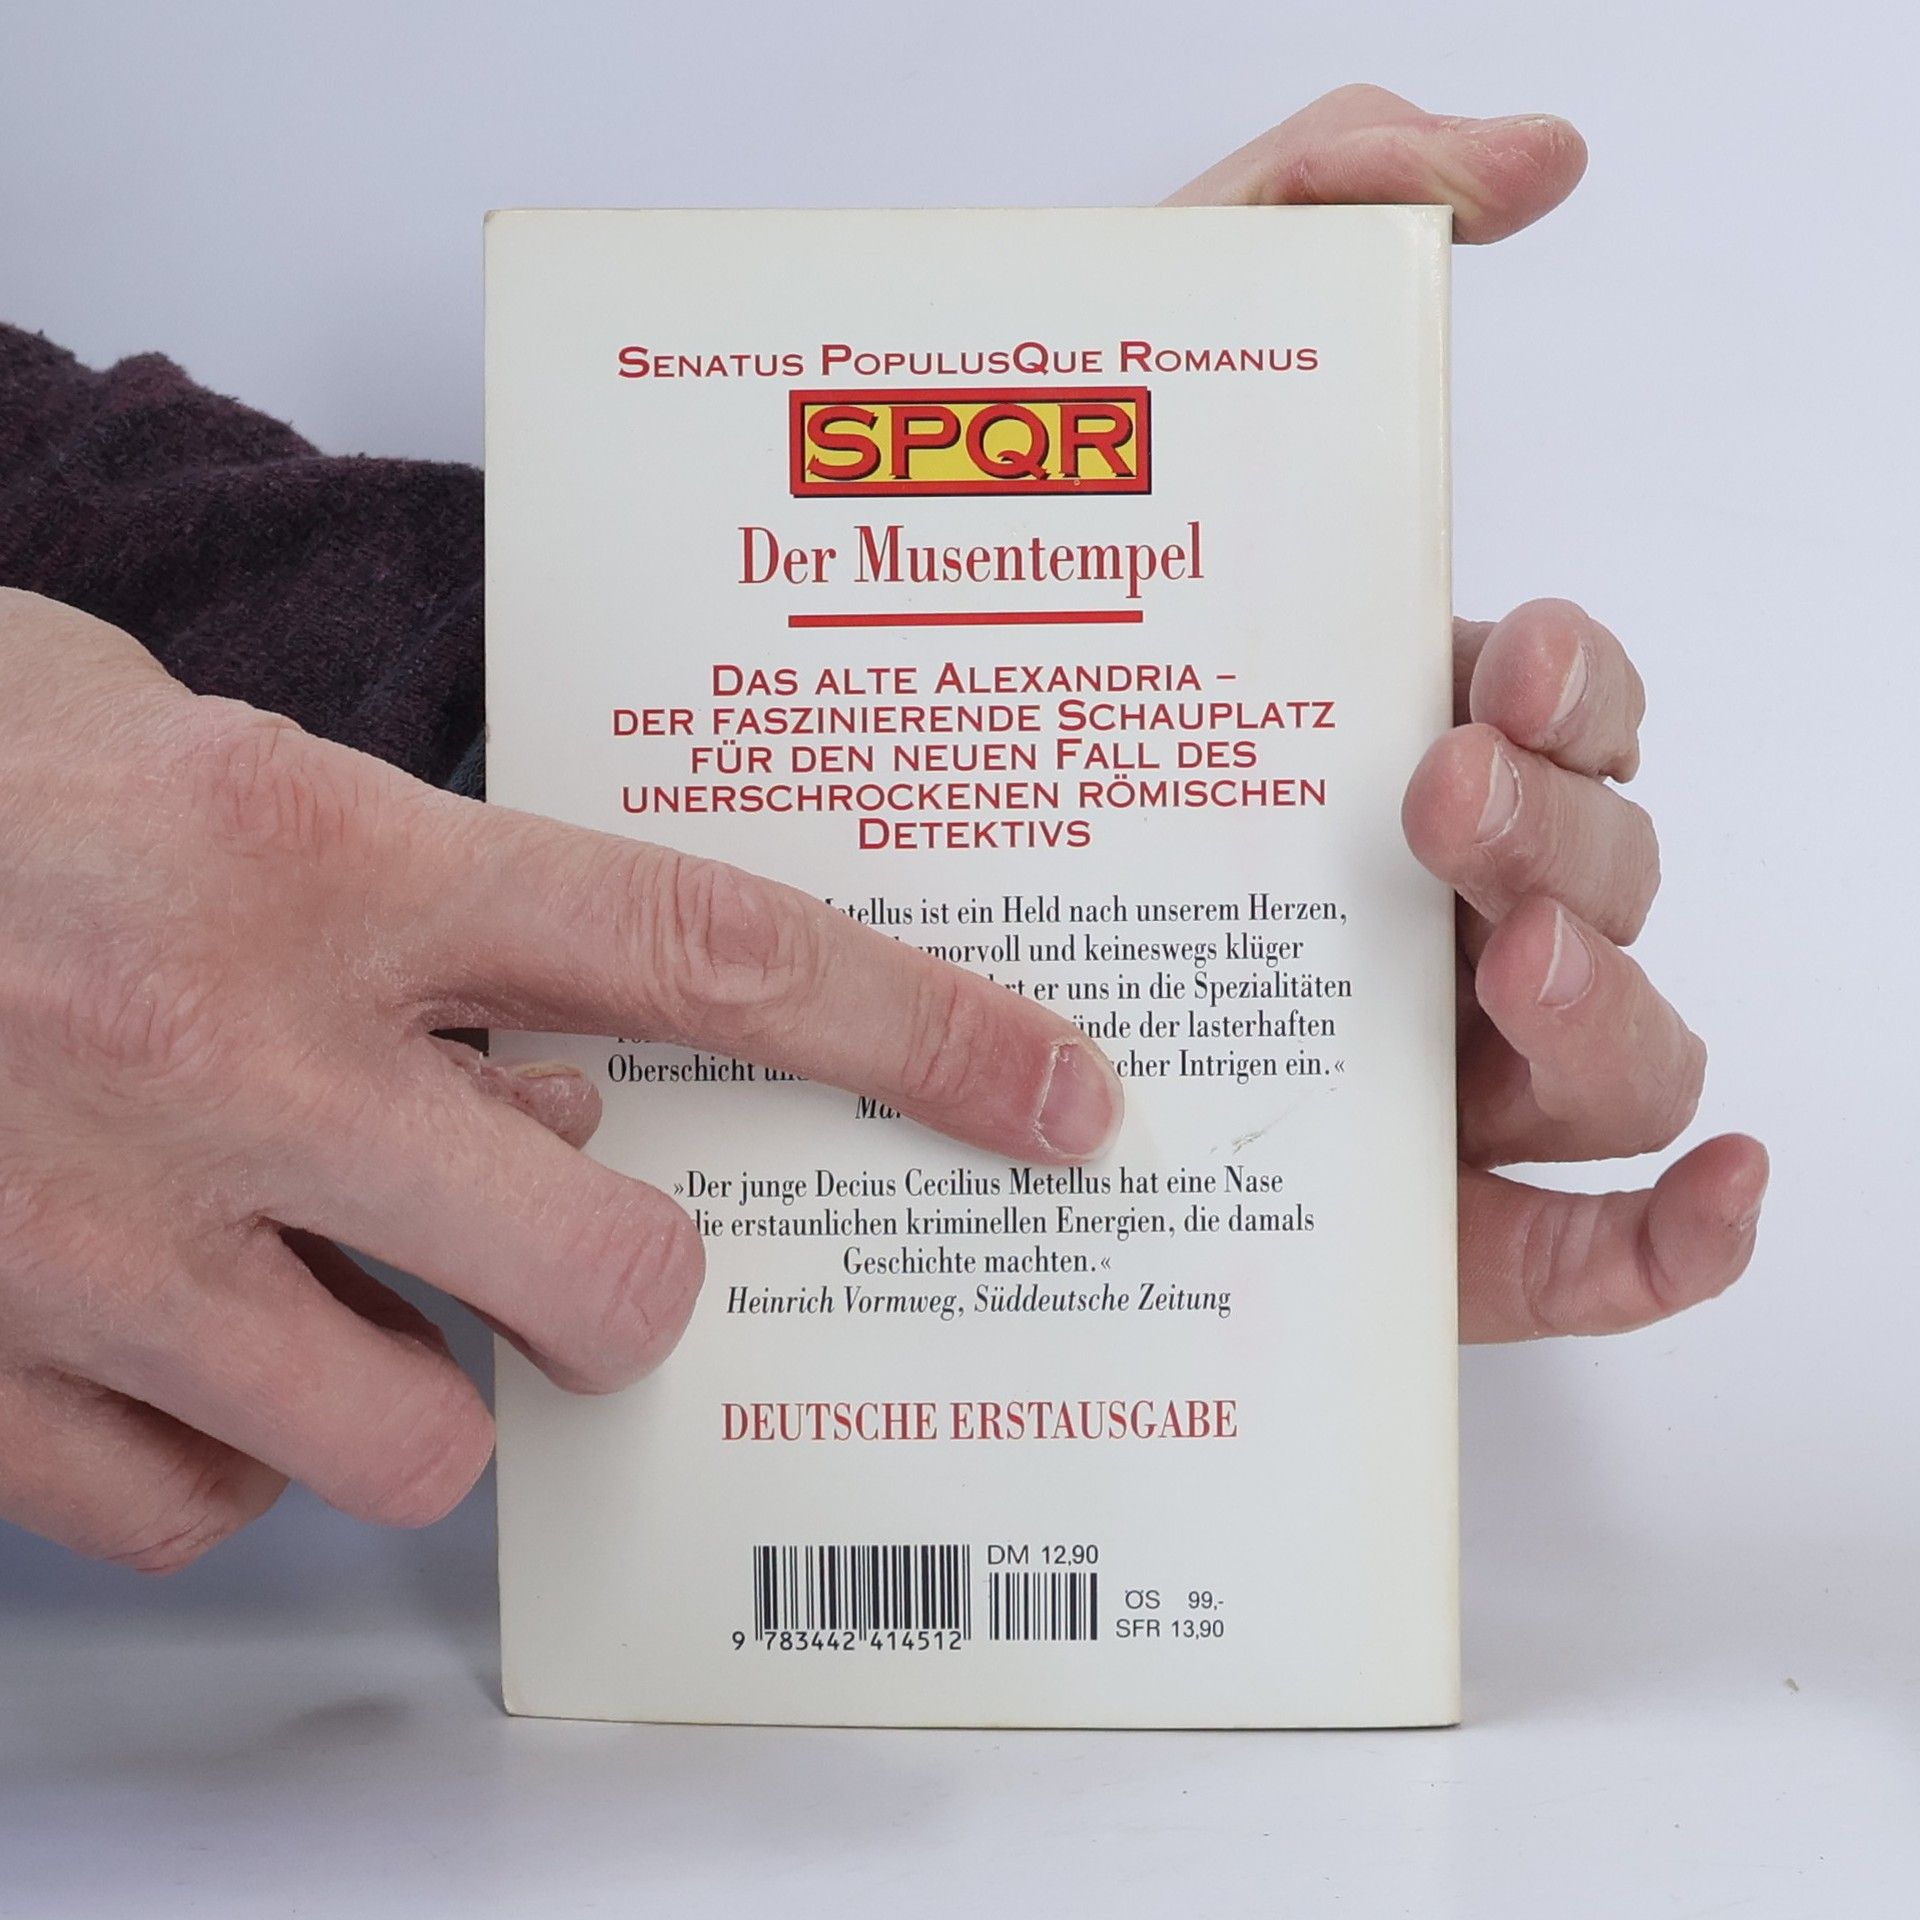 SENATUS POPULUSQUE ROMANUS
SPQR
Der Musentempel
DAS ALTE ALEXANDRIA –
DER FASZINIERENDE SCHAUPLATZ
FÜR DEN NEUEN FALL DES
UNERSCHROCKENEN RÖMISCHEN
DETEKTIVS
ist ein Held nach unserem Herzen,
und keineswegs klüger
er uns in die Spezialitäten
der lasterhaften
Oberschicht Intrigen ein.«
»Der junge Decius Cecilius Metellus hat eine Nase
die erstaunlichen kriminellen Energien, die damals
Geschichte machten.«
Heinrich Vormweg, Süddeutsche Zeitung
DEUTSCHE ERSTAUSGABE
DM 12,90
ÖS 99,-
SFR 13,90
9 783442 414512